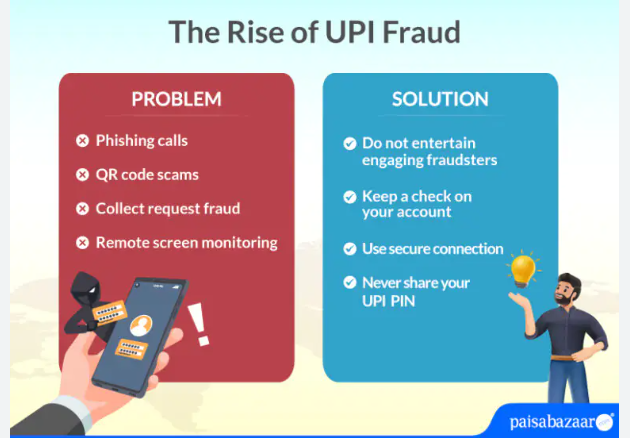 The Rise of UPI Fraud
PROBLEM
Phishing calls
QR code scams
Collect request fraud
Remote screen monitoring
SOLUTION
Do not entertain
engaging fraudsters
Keep a check on
your account
Use secure connection
Never share your
UPI PIN
paisabazaar